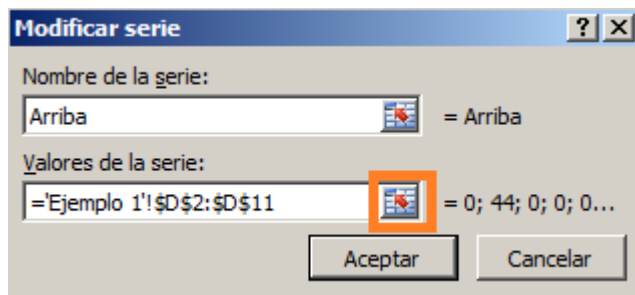 Modificar serie
Nombre de la serie:
Arriba = Arriba
Valores de la serie:
='Ejemplo 1'!$D$2:$D$11 = 0; 44; 0; 0; 0...
Aceptar Cancelar